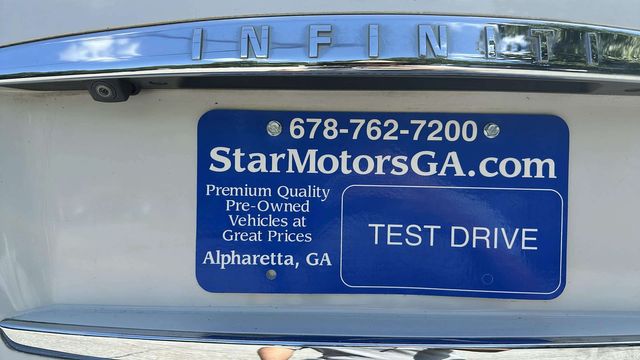 INFINITI
678-762-7200
StarMotorsGA.com
Premium Quality
Pre-Owned
Vehicles at
Great Prices
Alpharetta, GA
TEST DRIVE